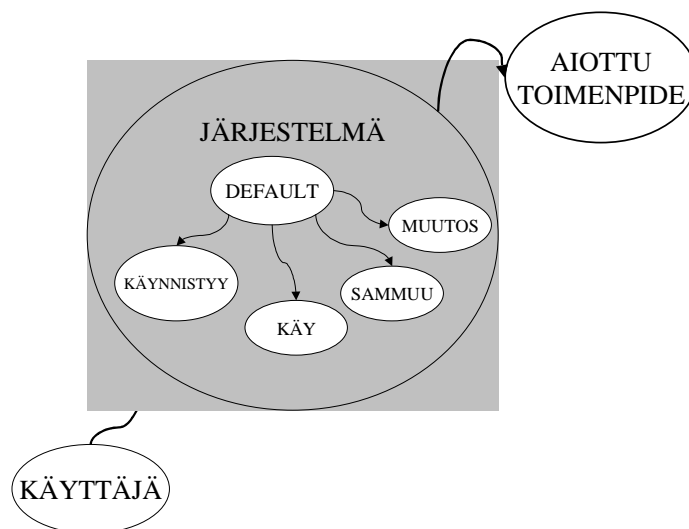 AIOTTU
TOIMENPIDE
JÄRJESTELMÄ
DEFAULT
MUUTOS
KÄYNNISTYY
SAMMUU
KÄY
KÄYTTÄJÄ